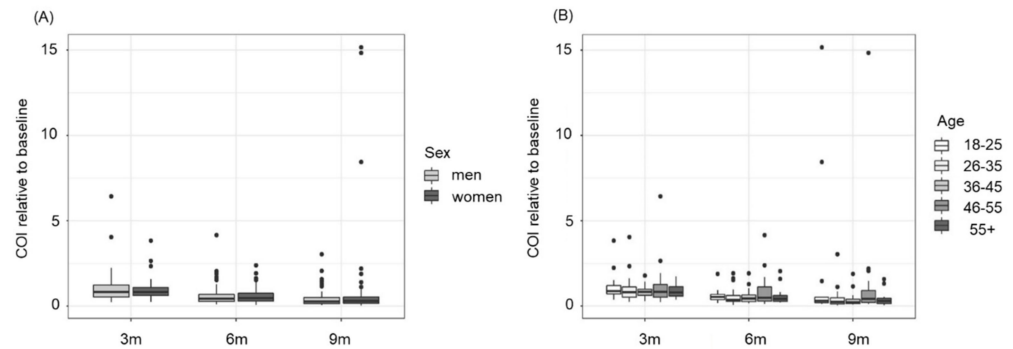 (A)
COI relative to baseline
15
10
5
0
3m
6m
9m
Sex
men
women
(B)
COI relative to baseline
15
10
5
0
3m
6m
9m
Age
18-25
26-35
36-45
46-55
55+